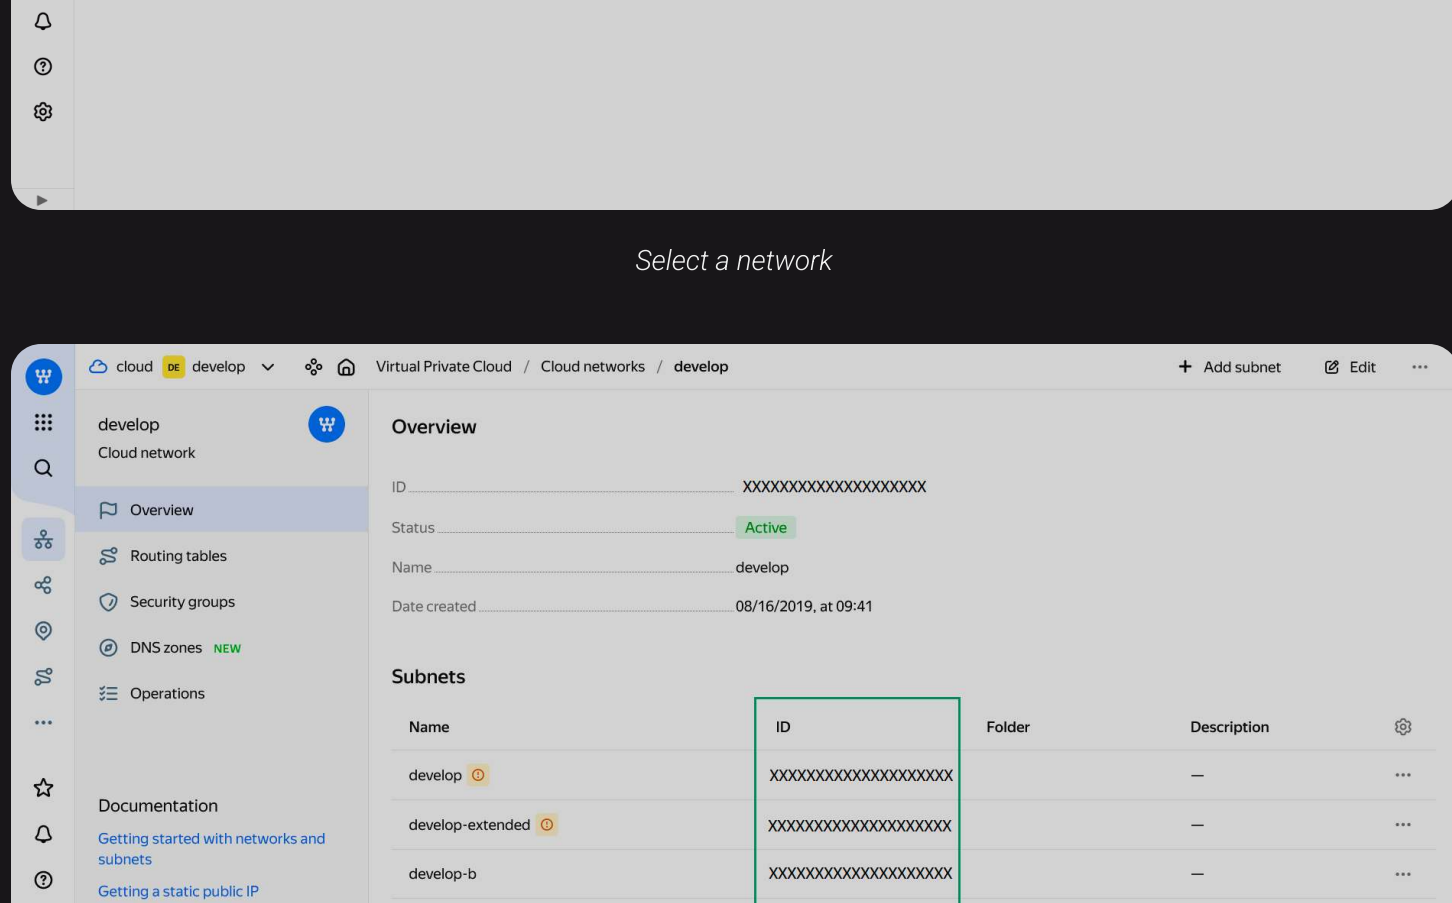 Select a network
cloud DE develop Virtual Private Cloud / Cloud networks / develop + Add subnet Edit ...
develop
Cloud network
Overview
Routing tables
Security groups
DNS zones NEW
Operations
Documentation
Getting started with networks and
subnets
Getting a static public IP
Overview
ID XXXXXXXXXXXXXXXXXXXX
Status Active
Name develop
Date created 08/16/2019, at 09:41
Subnets
Name ID Folder Description
develop XXXXXXXXXXXXXXXXXXXX — ...
develop-extended XXXXXXXXXXXXXXXXXXXX — ...
develop-b XXXXXXXXXXXXXXXXXXXX — ...